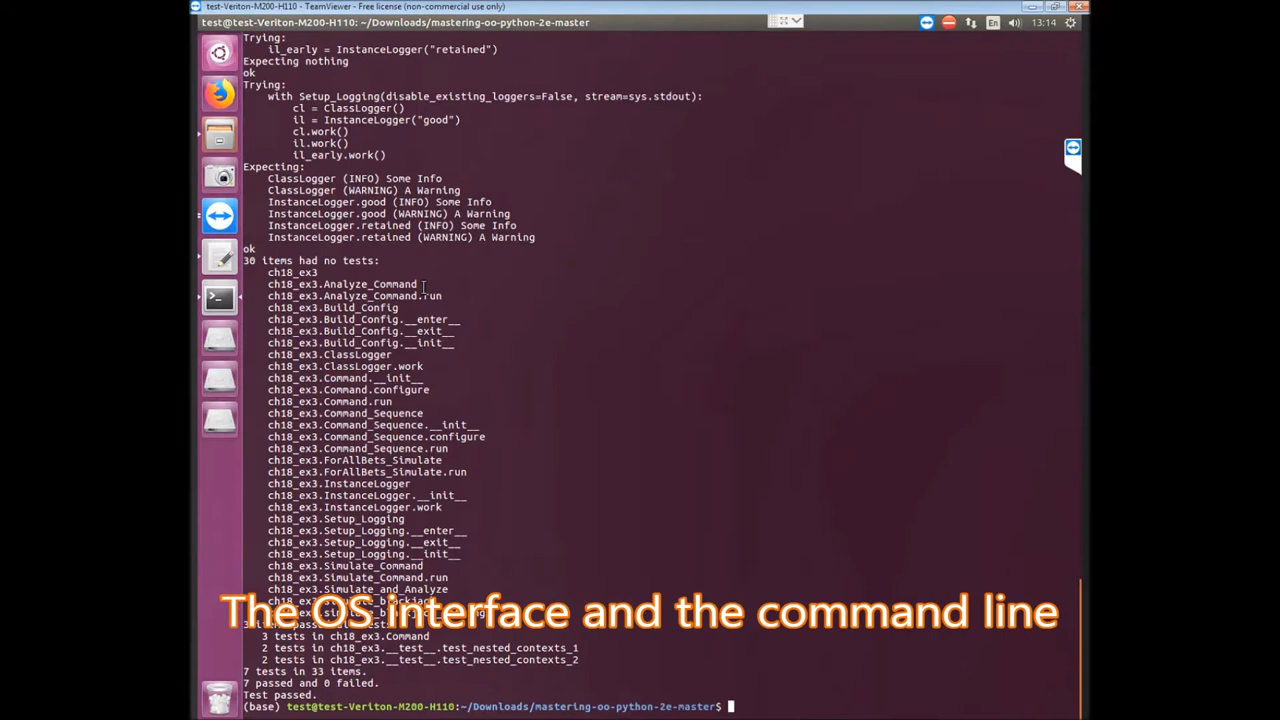 test-Veriton-M200-H110 - TeamViewer - Free license (non-commercial use only)
test@test-Veriton-M200-H110: ~/Downloads/mastering-oo-python-2e-master
En
13:14
Trying:
il_early = InstanceLogger("retained")
Expecting nothing
ok
Trying:
with Setup_Logging(disable_existing_loggers=False, stream=sys.stdout):
cl = ClassLogger()
il = InstanceLogger("good")
cl.work()
il.work()
il_early.work()
Expecting:
ClassLogger (INFO) Some Info
ClassLogger (WARNING) A Warning
InstanceLogger.good (INFO) Some Info
InstanceLogger.good (WARNING) A Warning
InstanceLogger.retained (INFO) Some Info
InstanceLogger.retained (WARNING) A Warning
ok
30 items had no tests:
ch18_ex3
ch18_ex3.Analyze_Command
ch18_ex3.Analyze_Command.run
ch18_ex3.Build_Config
ch18_ex3.Build_Config.__enter__
ch18_ex3.Build_Config.__exit__
ch18_ex3.Build_Config.__init__
ch18_ex3.ClassLogger
ch18_ex3.ClassLogger.work
ch18_ex3.Command.__init__
ch18_ex3.Command.configure
ch18_ex3.Command.run
ch18_ex3.Command_Sequence
ch18_ex3.Command_Sequence.__init__
ch18_ex3.Command_Sequence.configure
ch18_ex3.Command_Sequence.run
ch18_ex3.ForAllBets_Simulate
ch18_ex3.ForAllBets_Simulate.run
ch18_ex3.InstanceLogger
ch18_ex3.InstanceLogger.__init__
ch18_ex3.InstanceLogger.work
ch18_ex3.Setup_Logging
ch18_ex3.Setup_Logging.__enter__
ch18_ex3.Setup_Logging.__exit__
ch18_ex3.Setup_Logging.__init__
ch18_ex3.Simulate_Command
ch18_ex3.Simulate_Command.run
ch18_ex3.Simulate_and_Analyze
The OS interface and the command line
3 tests in ch18_ex3.Command
2 tests in ch18_ex3.__test__.test_nested_contexts_1
2 tests in ch18_ex3.__test__.test_nested_contexts_2
7 tests in 33 items.
7 passed and 0 failed.
Test passed.
(base) test@test-Veriton-M200-H110:~/Downloads/mastering-oo-python-2e-master$